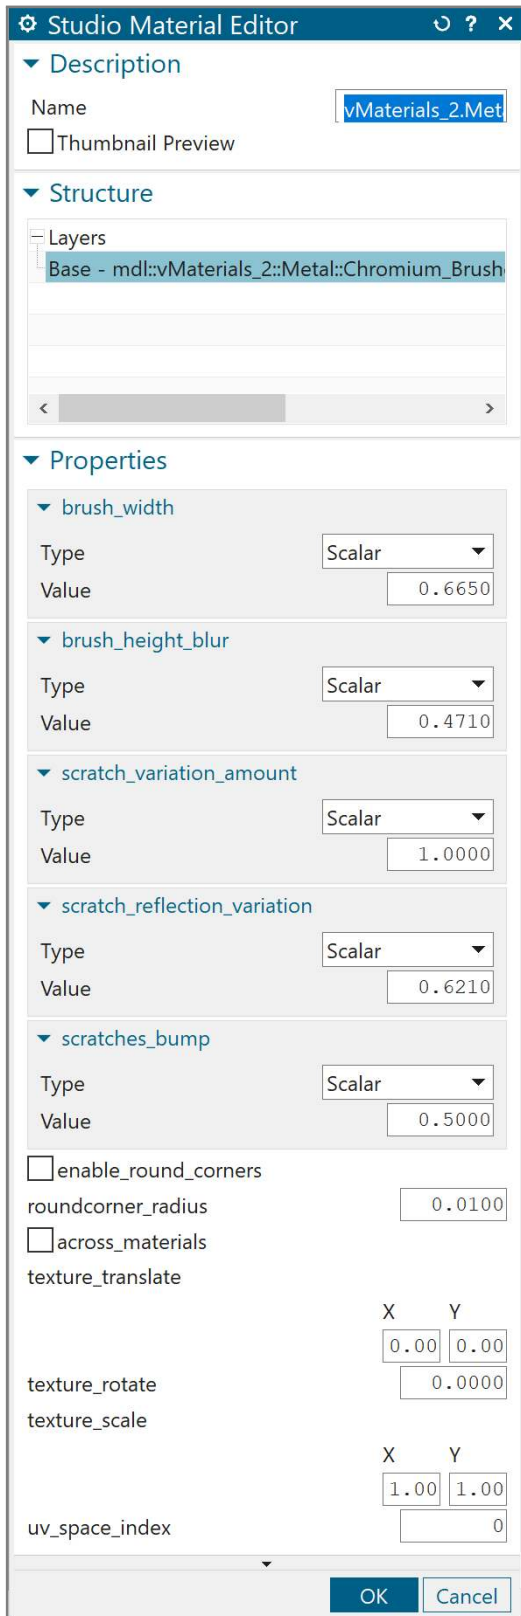 Studio Material Editor
Description
Name vMaterials_2.Met
Thumbnail Preview
Structure
Layers
Base - mdl::vMaterials_2::Metal::Chromium_Brush
Properties
brush_width
Type Scalar
Value 0.6650
brush_height_blur
Type Scalar
Value 0.4710
scratch_variation_amount
Type Scalar
Value 1.0000
scratch_reflection_variation
Type Scalar
Value 0.6210
scratches_bump
Type Scalar
Value 0.5000
enable_round_corners
roundcorner_radius 0.0100
across_materials
texture_translate
X Y
0.00 0.00
texture_rotate 0.0000
texture_scale
X Y
1.00 1.00
uv_space_index 0
OK Cancel